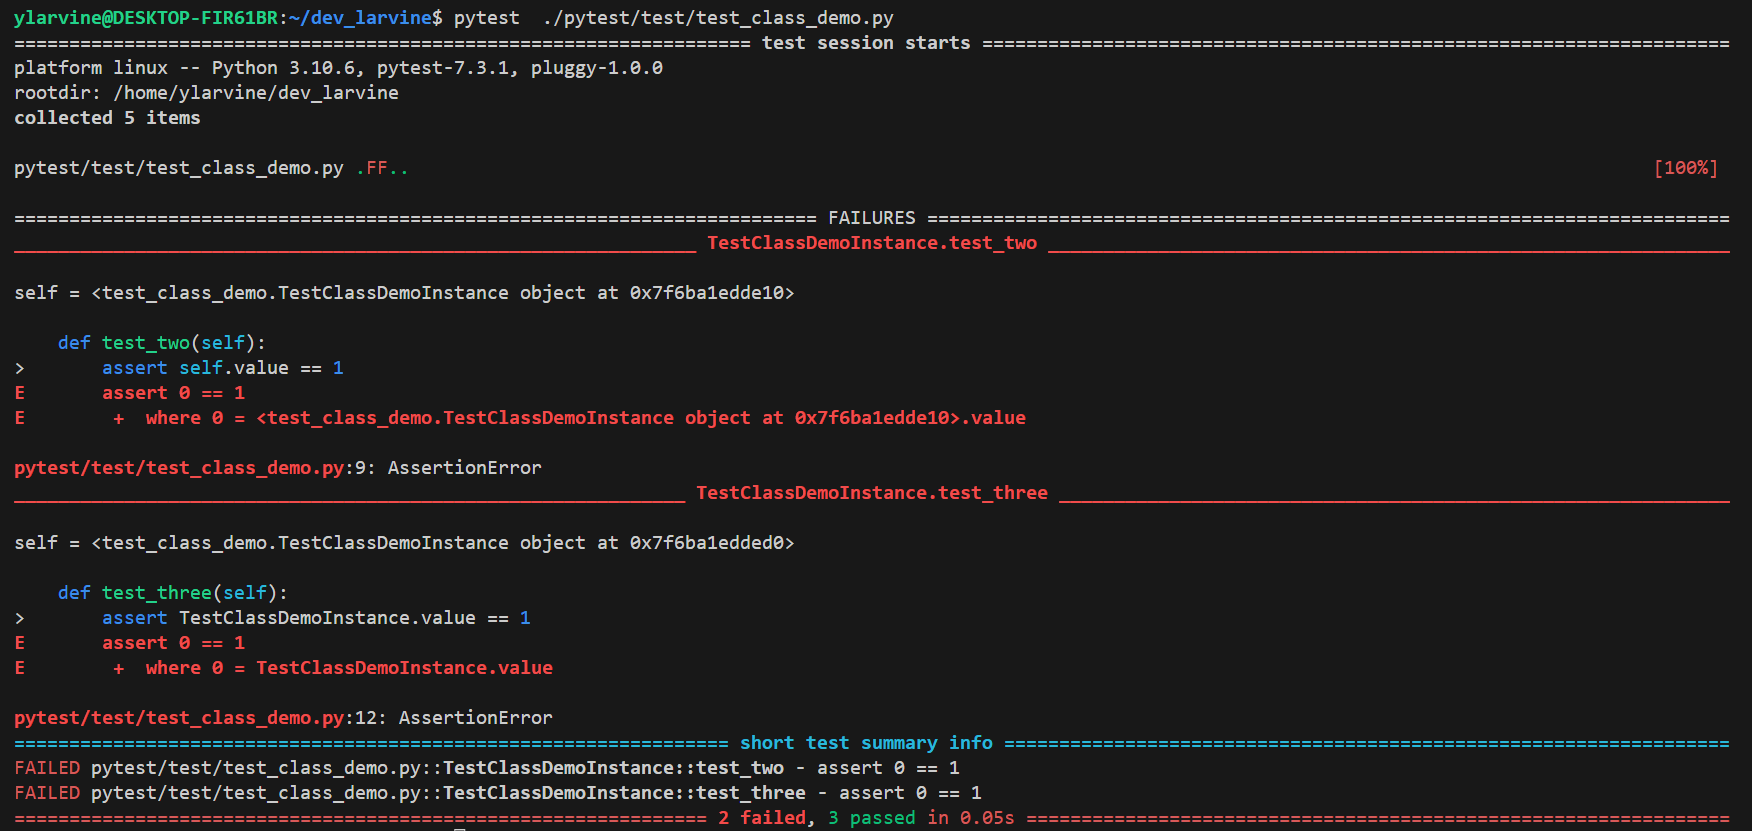 ylarvine@DESKTOP-FIR61BR:~/dev_larvine$ pytest  ./pytest/test/test_class_demo.py
=================================================================== test session starts ====================================================================
platform linux -- Python 3.10.6, pytest-7.3.1, pluggy-1.0.0
rootdir: /home/ylarvine/dev_larvine
collected 5 items

pytest/test/test_class_demo.py .FF.. [100%]

========================================================================= FAILURES =========================================================================
______________________________________________________________ TestClassDemoInstance.test_two ______________________________________________________________

self = <test_class_demo.TestClassDemoInstance object at 0x7f6ba1edde10>

    def test_two(self):
>       assert self.value == 1
E       assert 0 == 1
E        +  where 0 = <test_class_demo.TestClassDemoInstance object at 0x7f6ba1edde10>.value

pytest/test/test_class_demo.py:9: AssertionError
_____________________________________________________________ TestClassDemoInstance.test_three _____________________________________________________________

self = <test_class_demo.TestClassDemoInstance object at 0x7f6ba1edded0>

    def test_three(self):
>       assert TestClassDemoInstance.value == 1
E       assert 0 == 1
E        +  where 0 = TestClassDemoInstance.value

pytest/test/test_class_demo.py:12: AssertionError
================================================================= short test summary info ==================================================================
FAILED pytest/test/test_class_demo.py::TestClassDemoInstance::test_two - assert 0 == 1
FAILED pytest/test/test_class_demo.py::TestClassDemoInstance::test_three - assert 0 == 1
=============================================================== 2 failed, 3 passed in 0.05s ================================================================